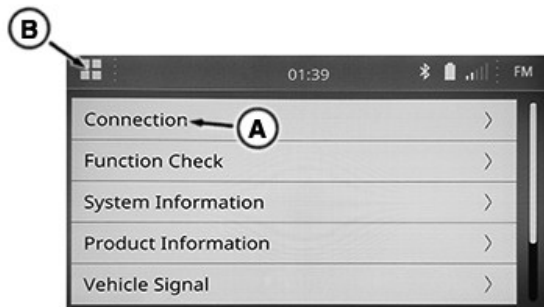 B
01:39 FM
Connection A
Function Check
System Information
Product Information
Vehicle Signal